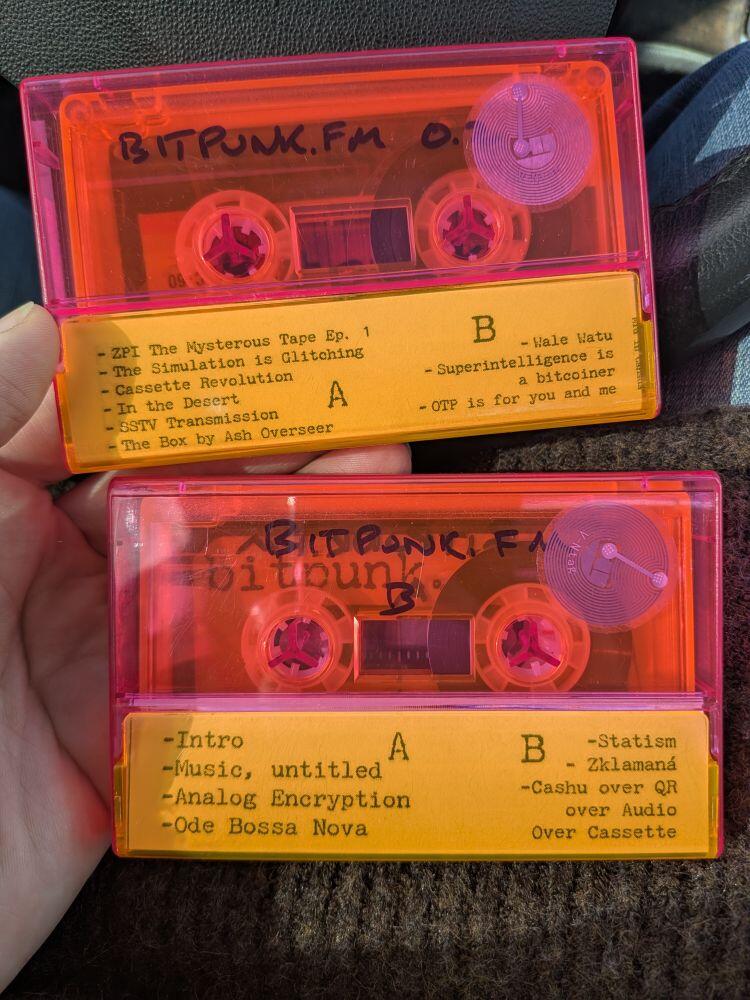 BITPUNK.FM 0.
C-60
- ZPI The Mysterous Tape Ep. 1
- The Simulation is Glitching
- Cassette Revolution
- In the Desert
- SSTV Transmission
- The Box by Ash Overseer
A
B
- Wale Watu
- Superintelligence is
a bitcoiner
- OTP is for you and me
BITPUNK.FM
bitpunk.
B
-Intro
-Music, untitled
-Analog Encryption
-Ode Bossa Nova
A
B
-Statism
- Zklamaná
-Cashu over QR
over Audio
Over Cassette